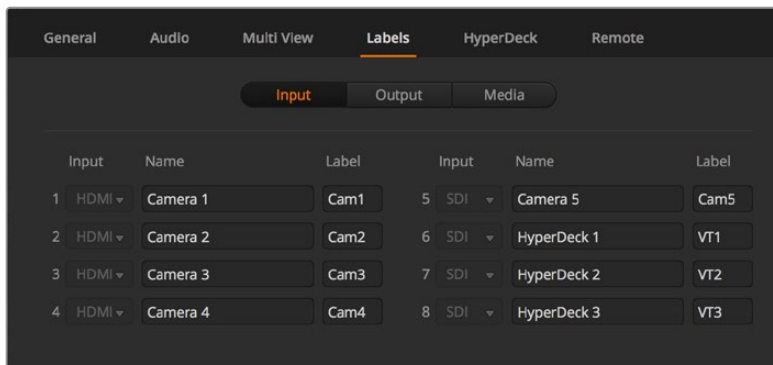 General Audio Multi View Labels HyperDeck Remote
Input Output Media
Input Name Label Input Name Label
1 HDMI Camera 1 Cam1 5 SDI Camera 5 Cam5
2 HDMI Camera 2 Cam2 6 SDI HyperDeck 1 VT1
3 HDMI Camera 3 Cam3 7 SDI HyperDeck 2 VT2
4 HDMI Camera 4 Cam4 8 SDI HyperDeck 3 VT3